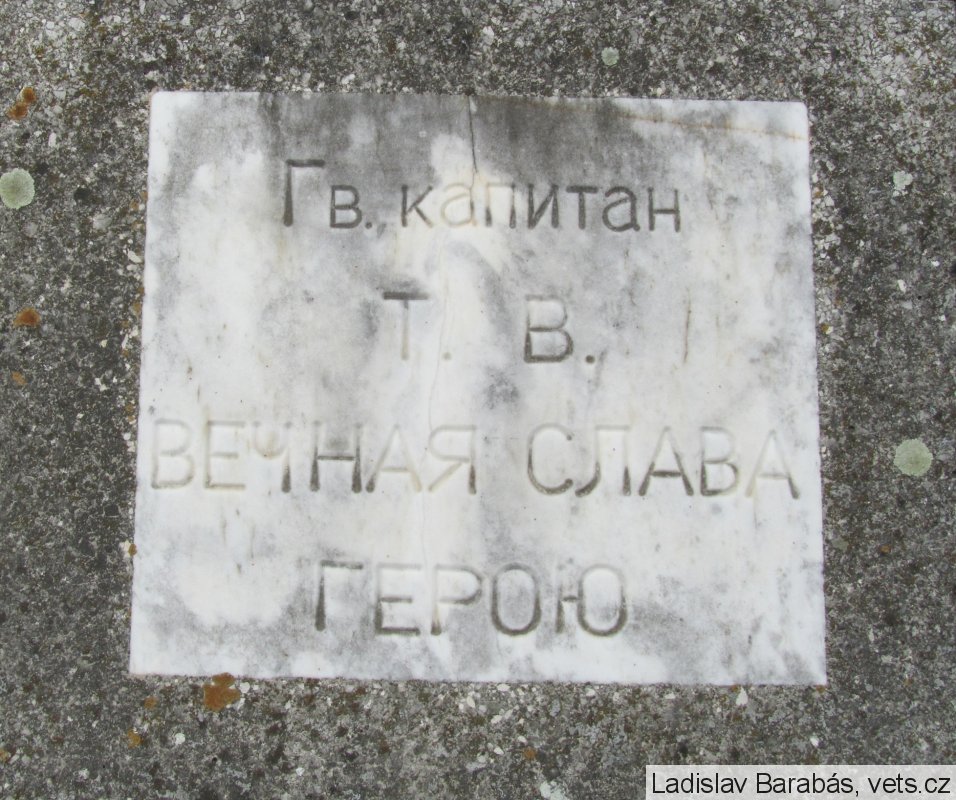 Гв. капитан
Т. В.
ВЕЧНАЯ СЛАВА
ГЕРОЮ
Ladislav Barabás, vets.cz